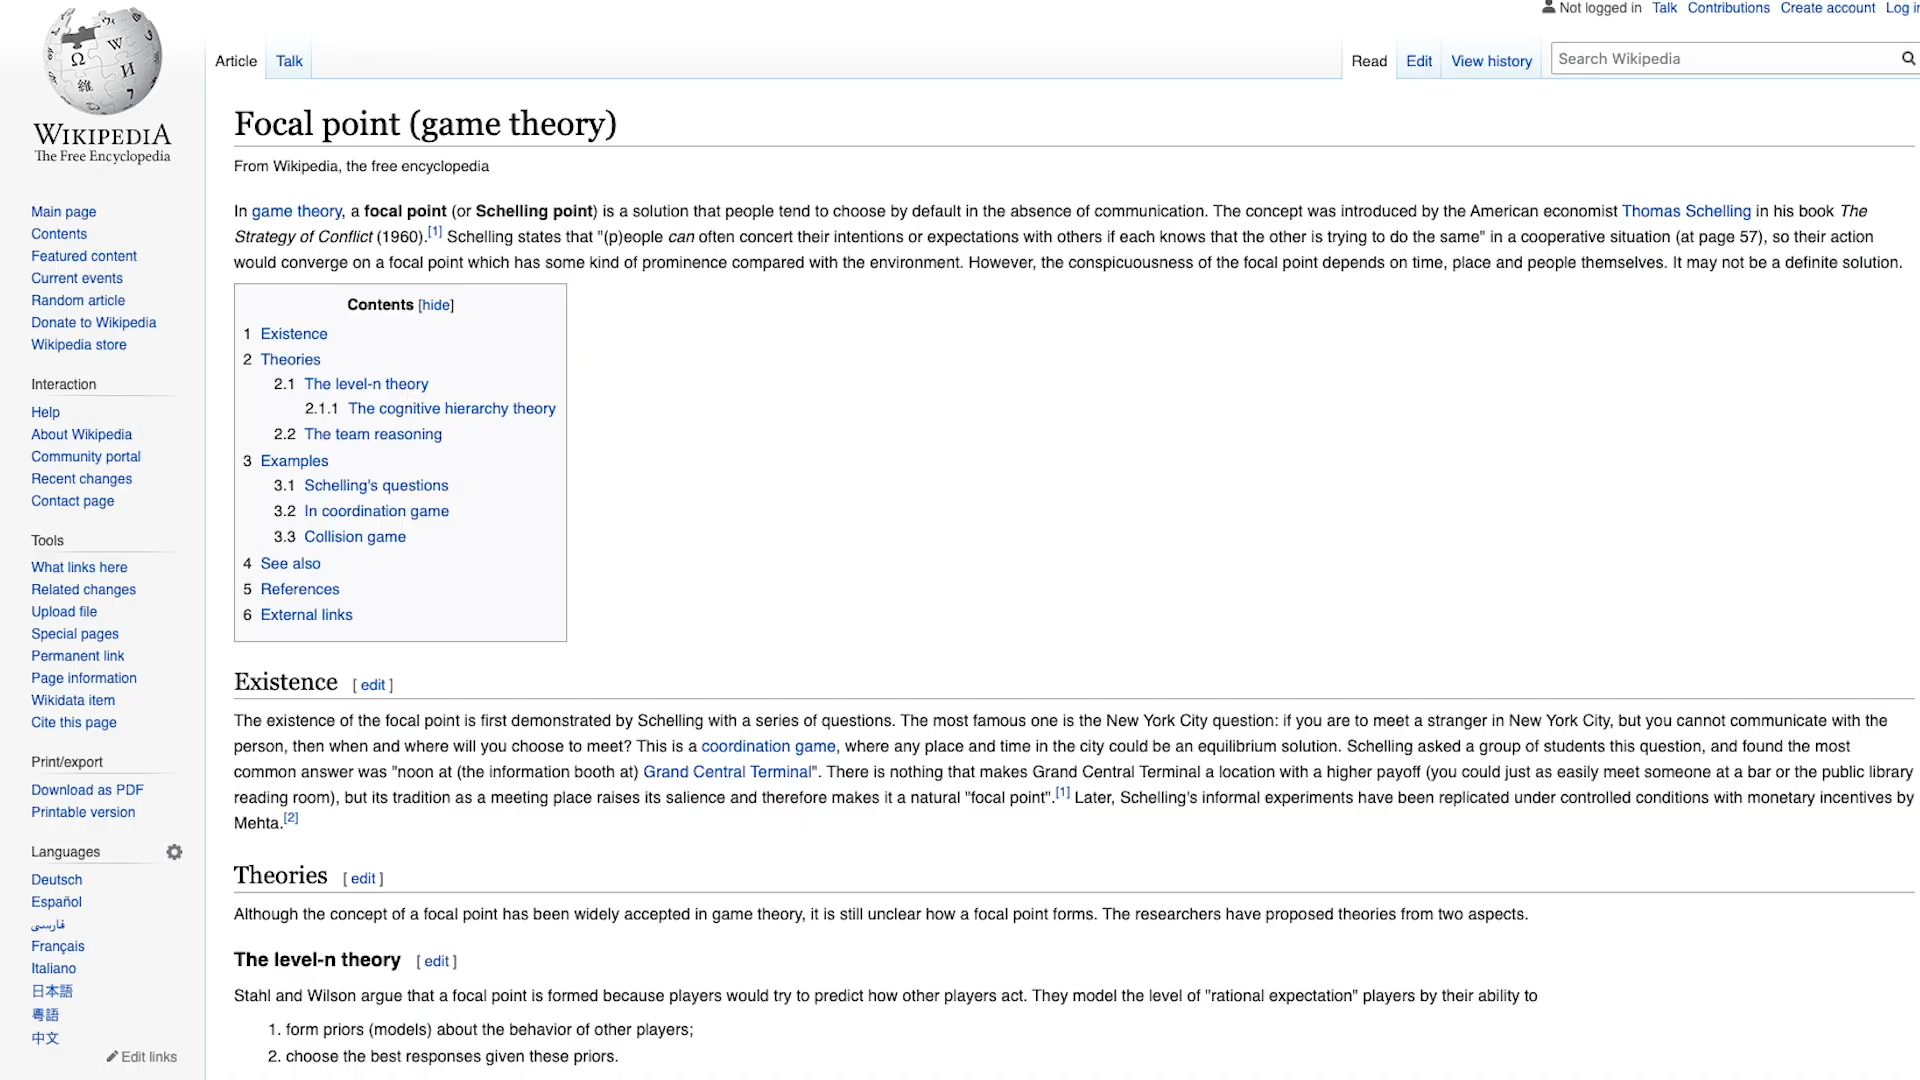 Not logged in Talk Contributions Create account Log in
Article Talk
Read Edit View history Search Wikipedia
WIKIPEDIA
The Free Encyclopedia
Main page
Contents
Featured content
Current events
Random article
Donate to Wikipedia
Wikipedia store
Interaction
Help
About Wikipedia
Community portal
Recent changes
Contact page
Tools
What links here
Related changes
Upload file
Special pages
Permanent link
Page information
Wikidata item
Cite this page
Print/export
Download as PDF
Printable version
Languages
Deutsch
Español
فارسی
Français
Italiano
日本語
粵語
中文
Edit links
Focal point (game theory)
From Wikipedia, the free encyclopedia
In game theory, a focal point (or Schelling point) is a solution that people tend to choose by default in the absence of communication. The concept was introduced by the American economist Thomas Schelling in his book The
Strategy of Conflict (1960).[1] Schelling states that "(p)eople can often concert their intentions or expectations with others if each knows that the other is trying to do the same" in a cooperative situation (at page 57), so their action
would converge on a focal point which has some kind of prominence compared with the environment. However, the conspicuousness of the focal point depends on time, place and people themselves. It may not be a definite solution.
Contents [hide]
1 Existence
2 Theories
2.1 The level-n theory
2.1.1 The cognitive hierarchy theory
2.2 The team reasoning
3 Examples
3.1 Schelling's questions
3.2 In coordination game
3.3 Collision game
4 See also
5 References
6 External links
Existence [ edit ]
The existence of the focal point is first demonstrated by Schelling with a series of questions. The most famous one is the New York City question: if you are to meet a stranger in New York City, but you cannot communicate with the
person, then when and where will you choose to meet? This is a coordination game, where any place and time in the city could be an equilibrium solution. Schelling asked a group of students this question, and found the most
common answer was "noon at (the information booth at) Grand Central Terminal". There is nothing that makes Grand Central Terminal a location with a higher payoff (you could just as easily meet someone at a bar or the public library
reading room), but its tradition as a meeting place raises its salience and therefore makes it a natural "focal point".[1] Later, Schelling's informal experiments have been replicated under controlled conditions with monetary incentives by
Mehta.[2]
Theories [ edit ]
Although the concept of a focal point has been widely accepted in game theory, it is still unclear how a focal point forms. The researchers have proposed theories from two aspects.
The level-n theory [ edit ]
Stahl and Wilson argue that a focal point is formed because players would try to predict how other players act. They model the level of "rational expectation" players by their ability to
1. form priors (models) about the behavior of other players;
2. choose the best responses given these priors.